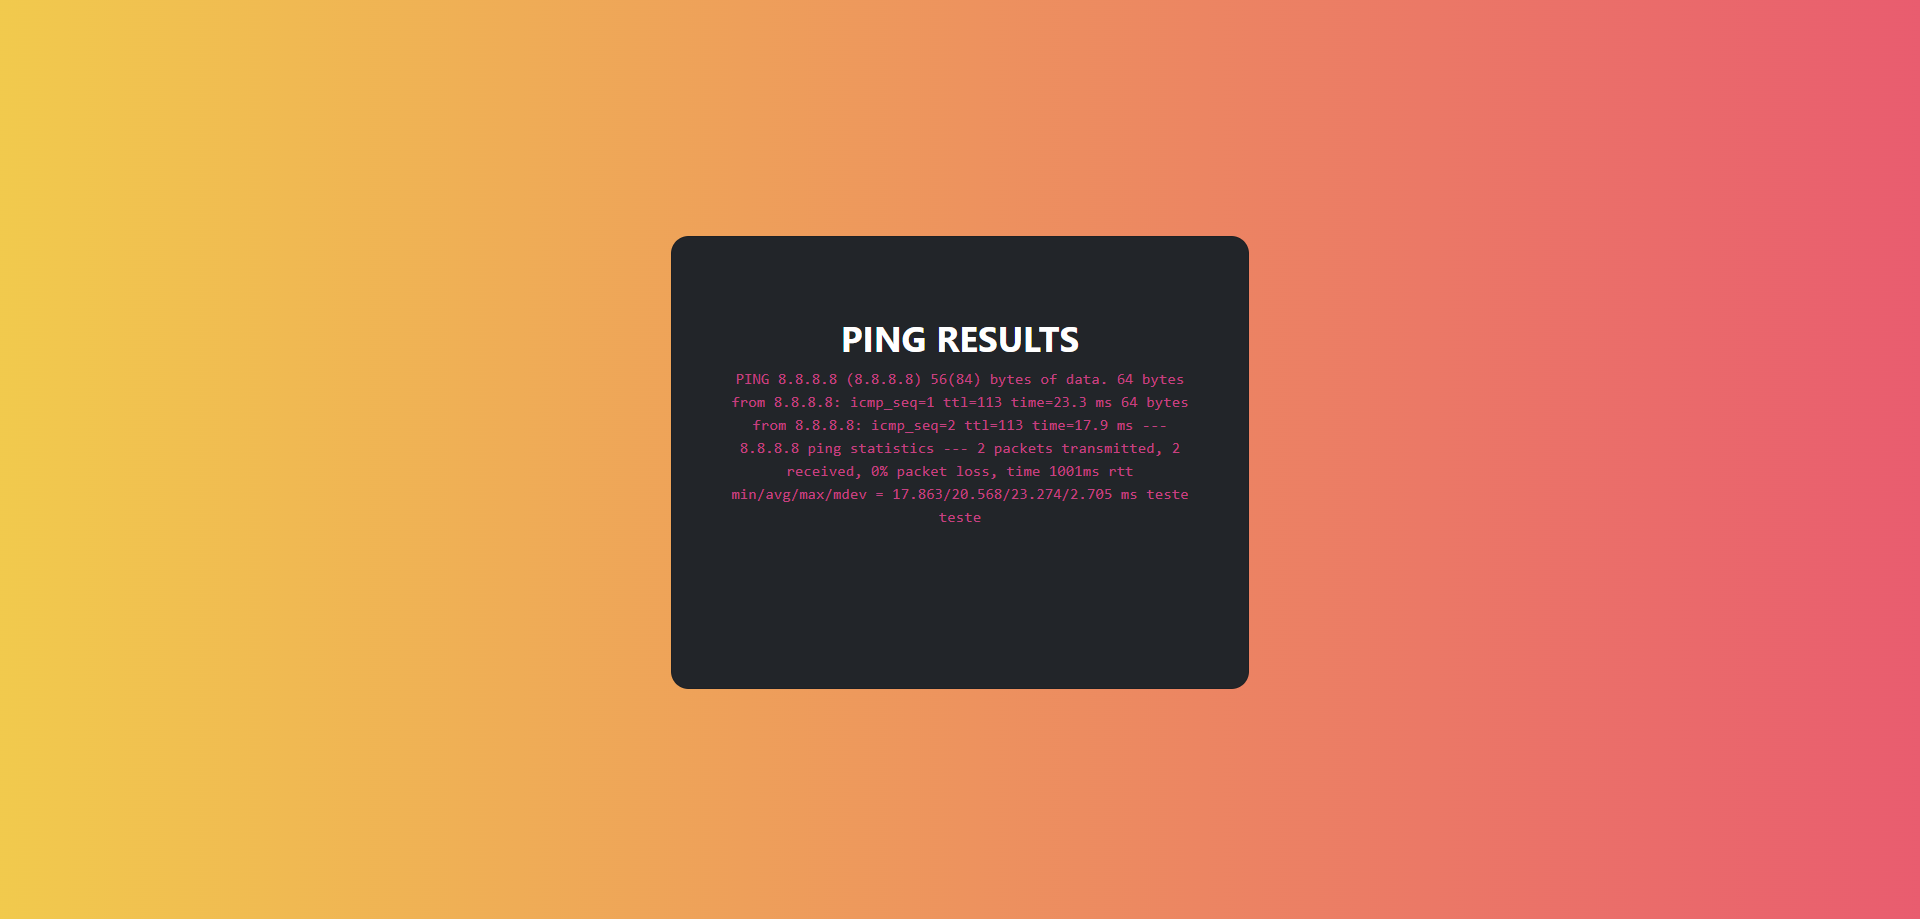 PING RESULTS
PING 8.8.8.8 (8.8.8.8) 56(84) bytes of data. 64 bytes
from 8.8.8.8: icmp_seq=1 ttl=113 time=23.3 ms 64 bytes
from 8.8.8.8: icmp_seq=2 ttl=113 time=17.9 ms ---
8.8.8.8 ping statistics --- 2 packets transmitted, 2
received, 0% packet loss, time 1001ms rtt
min/avg/max/mdev = 17.863/20.568/23.274/2.705 ms teste
teste